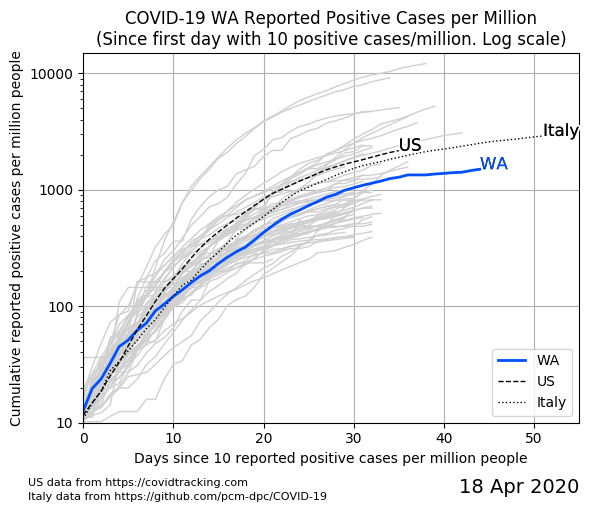 COVID-19 WA Reported Positive Cases per Million
(Since first day with 10 positive cases/million. Log scale)
Cumulative reported positive cases per million people
10000
1000
100
10
US
Italy
WA
WA
US
Italy
0 10 20 30 40 50
Days since 10 reported positive cases per million people
US data from https://covidtracking.com
Italy data from https://github.com/pcm-dpc/COVID-19
18 Apr 2020